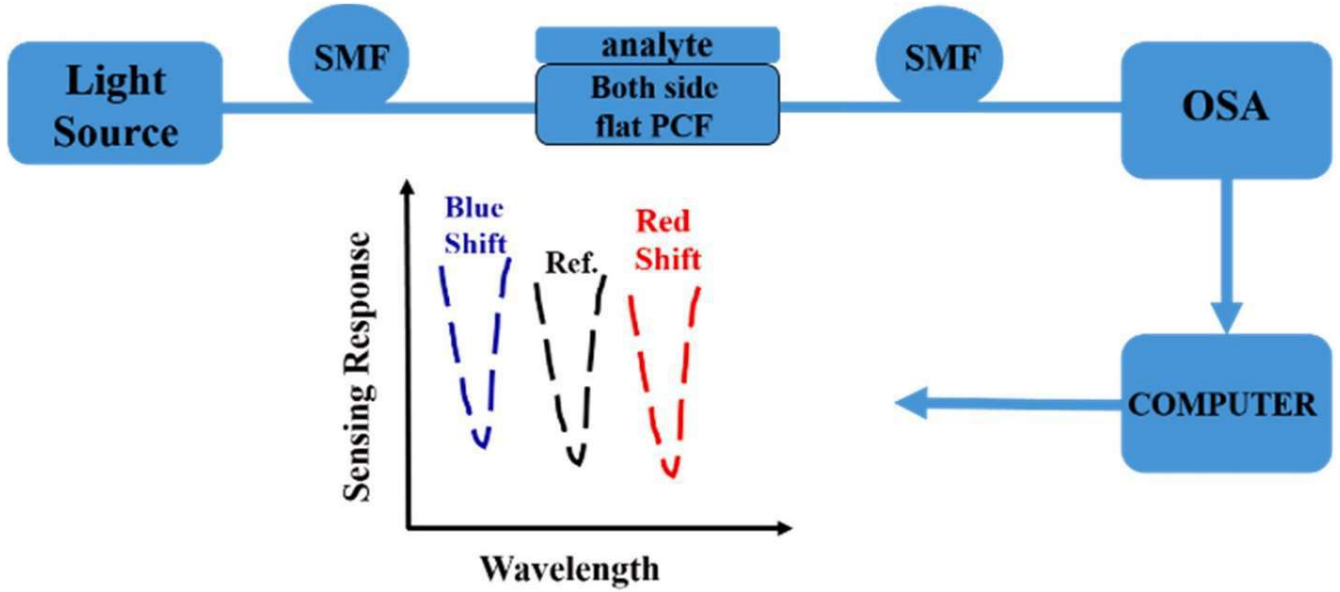 Light
Source
SMF
analyte
Both side
flat PCF
SMF
OSA
COMPUTER
Blue
Shift
Ref.
Red
Shift
Sensing Response
Wavelength